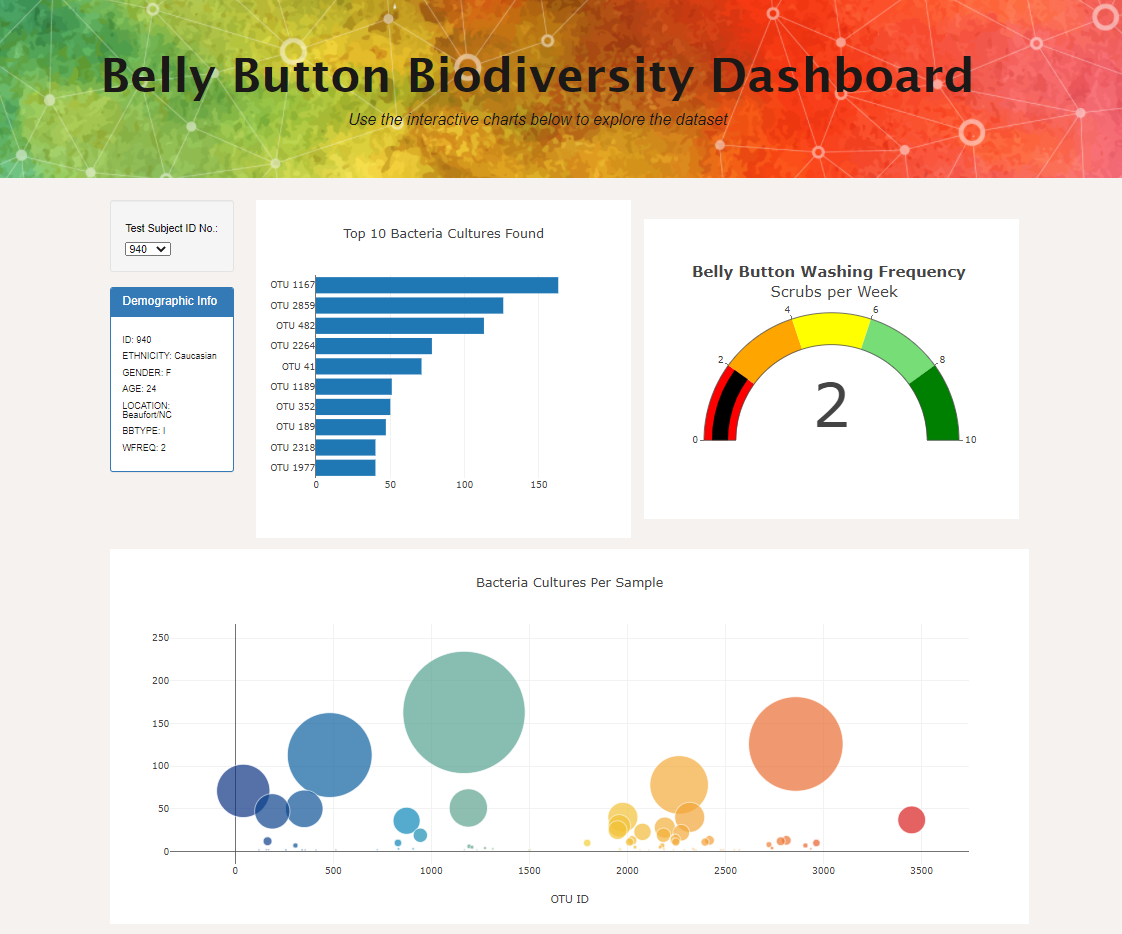 Belly Button Biodiversity Dashboard
Use the interactive charts below to explore the dataset
Test Subject ID No.:
940
Demographic Info
ID: 940
ETHNICITY: Caucasian
GENDER: F
AGE: 24
LOCATION:
Beaufort/NC
BBTYPE: I
WFREQ: 2
Top 10 Bacteria Cultures Found
OTU 1167
OTU 2859
OTU 482
OTU 2264
OTU 41
OTU 1189
OTU 352
OTU 189
OTU 2318
OTU 1977
0 50 100 150
Belly Button Washing Frequency
Scrubs per Week
4 6
2 8
2
0 10
Bacteria Cultures Per Sample
250
200
150
100
50
0
0 500 1000 1500 2000 2500 3000 3500
OTU ID